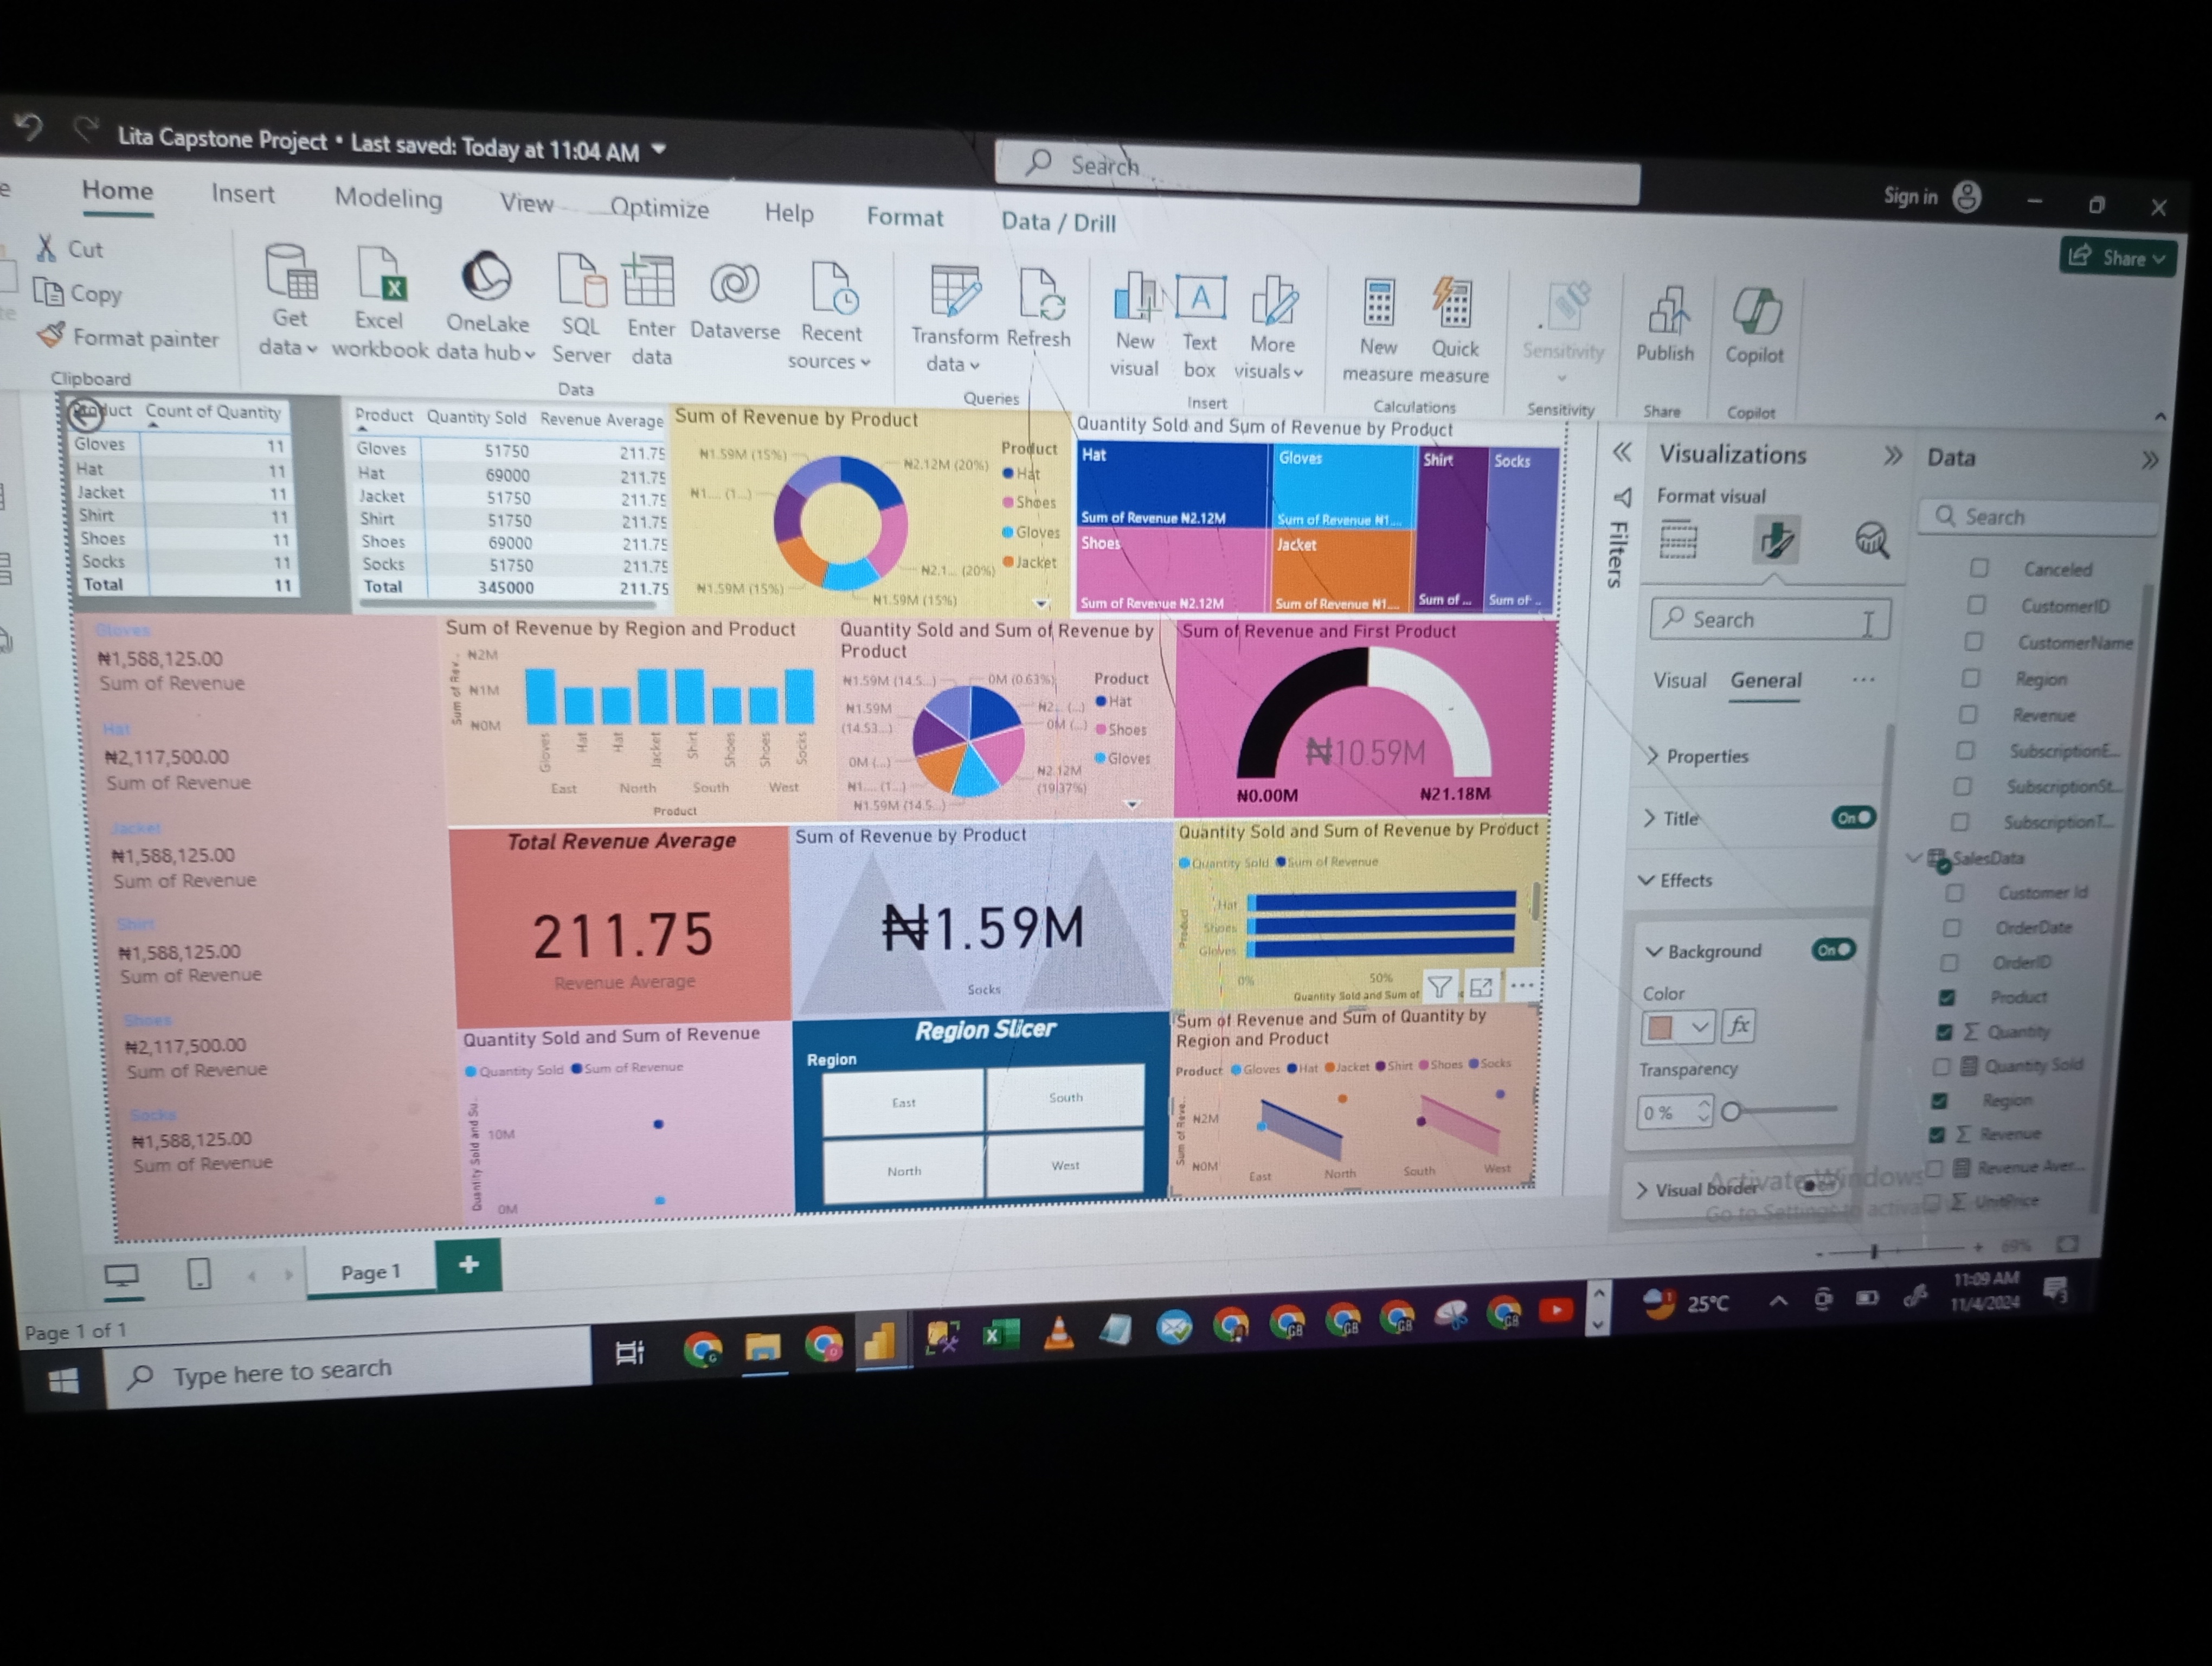 Lita Capstone Project • Last saved: Today at 11:04 AM
Search
Sign in
Home Insert Modeling View Optimize Help Format Data / Drill
Share
Cut
Copy
Format painter
Clipboard
Get data
Excel workbook
OneLake data hub
SQL Server
Enter data
Dataverse
Recent sources
Data
Transform data
Refresh
Queries
New visual
Text box
More visuals
Insert
New measure
Quick measure
Calculations
Sensitivity
Sensitivity
Publish
Share
Copilot
Copilot
Product Count of Quantity
Gloves 11
Hat 11
Jacket 11
Shirt 11
Shoes 11
Socks 11
Total 11
Product Quantity Sold Revenue Average
Gloves 51750 211.75
Hat 69000 211.75
Jacket 51750 211.75
Shirt 51750 211.75
Shoes 69000 211.75
Socks 51750 211.75
Total 345000 211.75
Sum of Revenue by Product
₦1.59M (15%)
₦2.12M (20%)
₦1.... (1...)
₦2.1... (20%)
₦1.59M (15%)
₦1.59M (15%)
Product
Hat
Shoes
Gloves
Jacket
Quantity Sold and Sum of Revenue by Product
Hat
Sum of Revenue ₦2.12M
Gloves
Sum of Revenue ₦1....
Shirt
Sum of ...
Socks
Sum of ...
Shoes
Sum of Revenue ₦2.12M
Jacket
Sum of Revenue ₦1....
Gloves
₦1,588,125.00
Sum of Revenue
Hat
₦2,117,500.00
Sum of Revenue
Jacket
₦1,588,125.00
Sum of Revenue
Shirt
₦1,588,125.00
Sum of Revenue
Shoes
₦2,117,500.00
Sum of Revenue
Socks
₦1,588,125.00
Sum of Revenue
Sum of Revenue by Region and Product
Sum of Rev...
₦2M
₦1M
₦0M
Gloves Hat Hat Jacket Shirt Shoes Shoes Socks
East North South West
Product
Quantity Sold and Sum of Revenue by
Product
₦1.59M (14.5...)
0M (0.63%)
₦1.59M
(14.53...)
₦2... (...)
0M (...)
0M (...)
₦2.12M
(19.37%)
₦1.... (1...)
₦1.59M (14.5...)
Product
Hat
Shoes
Gloves
Sum of Revenue and First Product
₦10.59M
₦0.00M
₦21.18M
Total Revenue Average
211.75
Revenue Average
Sum of Revenue by Product
₦1.59M
Socks
Quantity Sold and Sum of Revenue by Product
Quantity Sold Sum of Revenue
Product
Hat
Shoes
Gloves
0% 50%
Quantity Sold and Sum of
Quantity Sold and Sum of Revenue
Quantity Sold Sum of Revenue
Quantity Sold and Su...
10M
0M
Region Slicer
Region
East
South
North
West
Sum of Revenue and Sum of Quantity by
Region and Product
Product Gloves Hat Jacket Shirt Shoes Socks
Sum of Reve...
₦2M
₦0M
East North South West
Filters
Visualizations
Format visual
Search
Visual General
Properties
Title On
Effects
Background On
Color
fx
Transparency
0 %
Visual border
Data
Search
Canceled
CustomerID
CustomerName
Region
Revenue
SubscriptionE...
SubscriptionSt...
SubscriptionT...
SalesData
Customer Id
OrderDate
OrderID
Product
Quantity
Quantity Sold
Region
Revenue
Revenue Aver...
UnitPrice
Activate Windows
Go to Settings to activate
Page 1
69%
Page 1 of 1
Type here to search
25°C
11:09 AM
11/4/2024